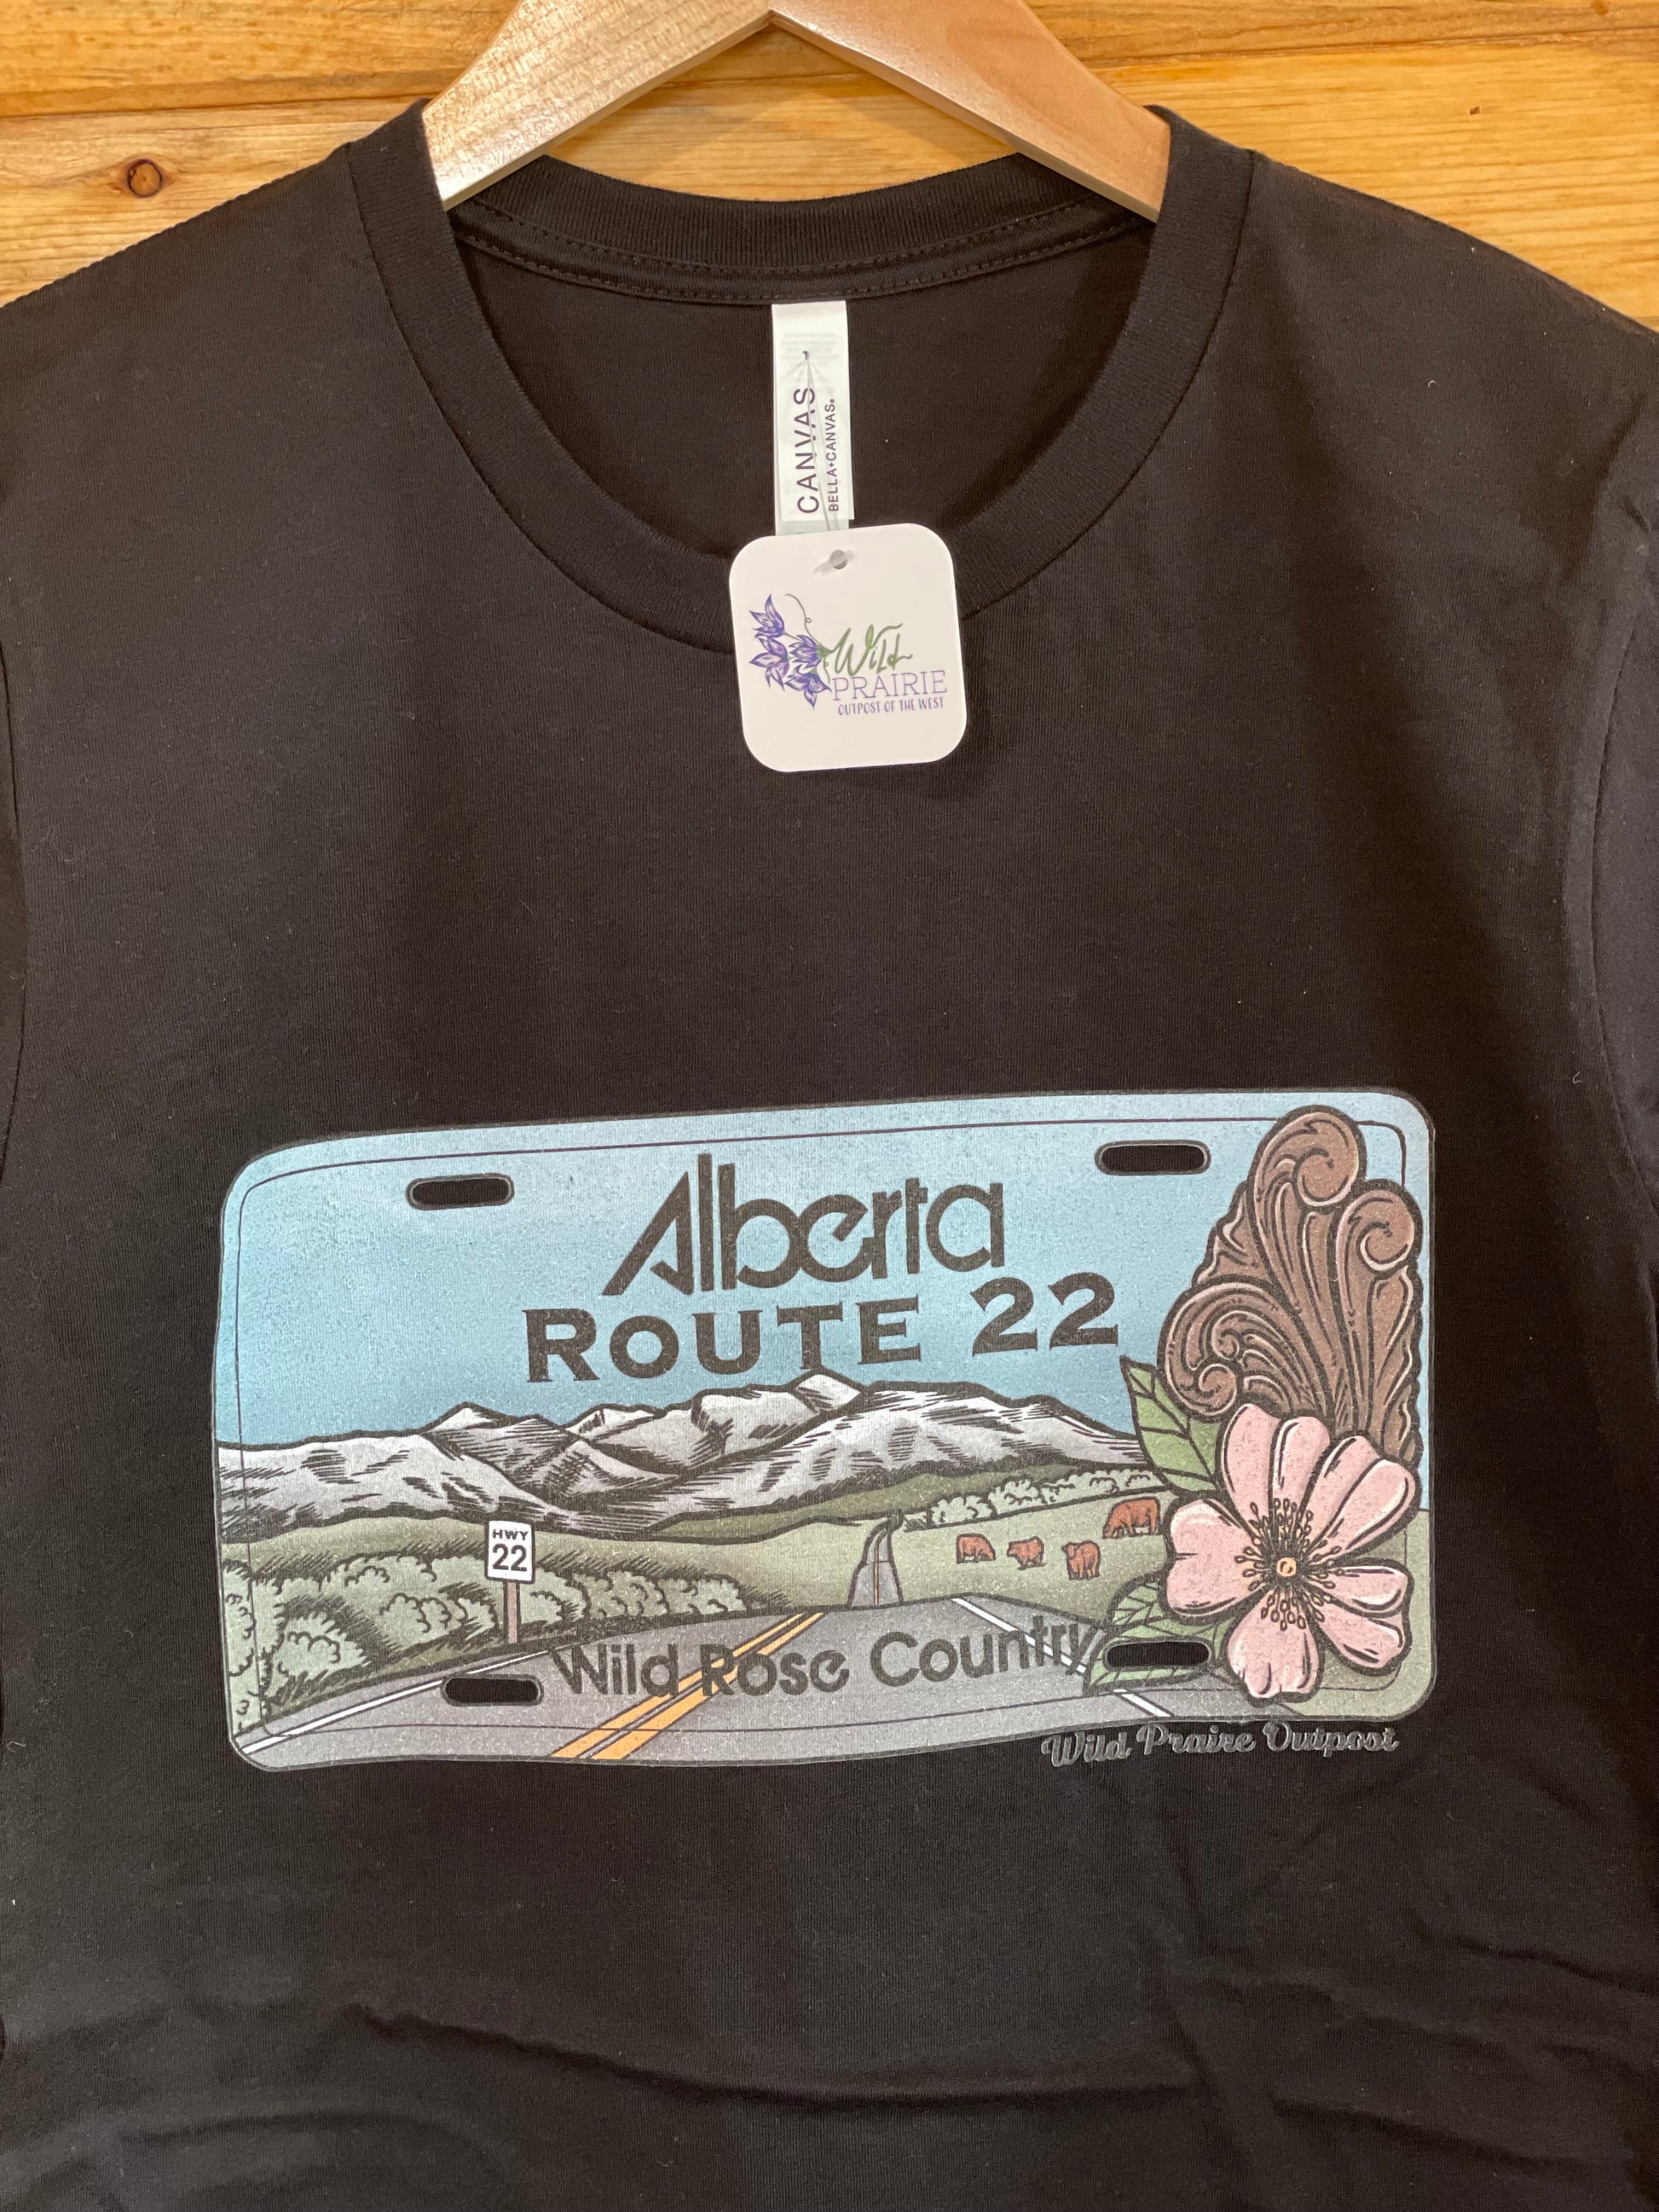 CANVAS
BELLA+CANVAS®
Wild
PRAIRIE
OUTPOST OF THE WEST
Alberta
ROUTE 22
HWY
22
Wild Rose Country
Wild Praire Outpost